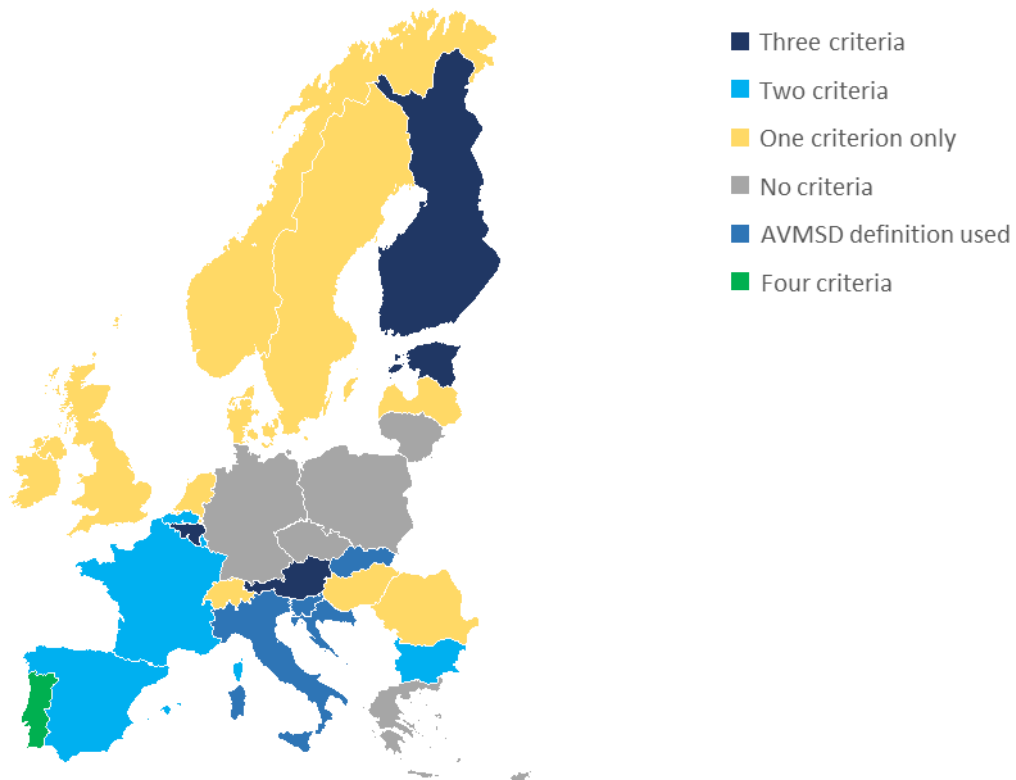 Three criteria
Two criteria
One criterion only
No criteria
AVMSD definition used
Four criteria